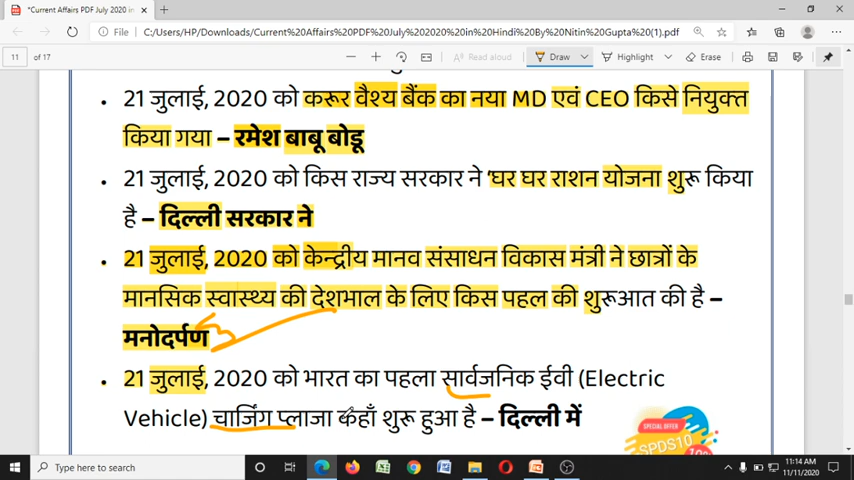 *Current Affairs PDF July 2020 in
File
C:/Users/HP/Downloads/Current%20Affairs%20PDF%20July%202020%20in%20Hindi%20By%20Nitin%20Gupta%20(1).pdf
11 of 17
Read aloud
Draw
Highlight
Erase
21 जुलाई, 2020 को करूर वैश्य बैंक का नया MD एवं CEO किसे नियुक्त
किया गया – रमेश बाबू बोडू
21 जुलाई, 2020 को किस राज्य सरकार ने ‘घर घर राशन योजना शुरू किया
है – दिल्ली सरकार ने
21 जुलाई, 2020 को केन्द्रीय मानव संसाधन विकास मंत्री ने छात्रों के
मानसिक स्वास्थ्य की देशभाल के लिए किस पहल की शुरूआत की है –
मनोदर्पण
21 जुलाई, 2020 को भारत का पहला सार्वजनिक ईवी (Electric
Vehicle) चार्जिंग प्लाजा कहाँ शुरू हुआ है – दिल्ली में
SPECIAL OFFER
SPDS10
Type here to search
11:14 AM
11/11/2020